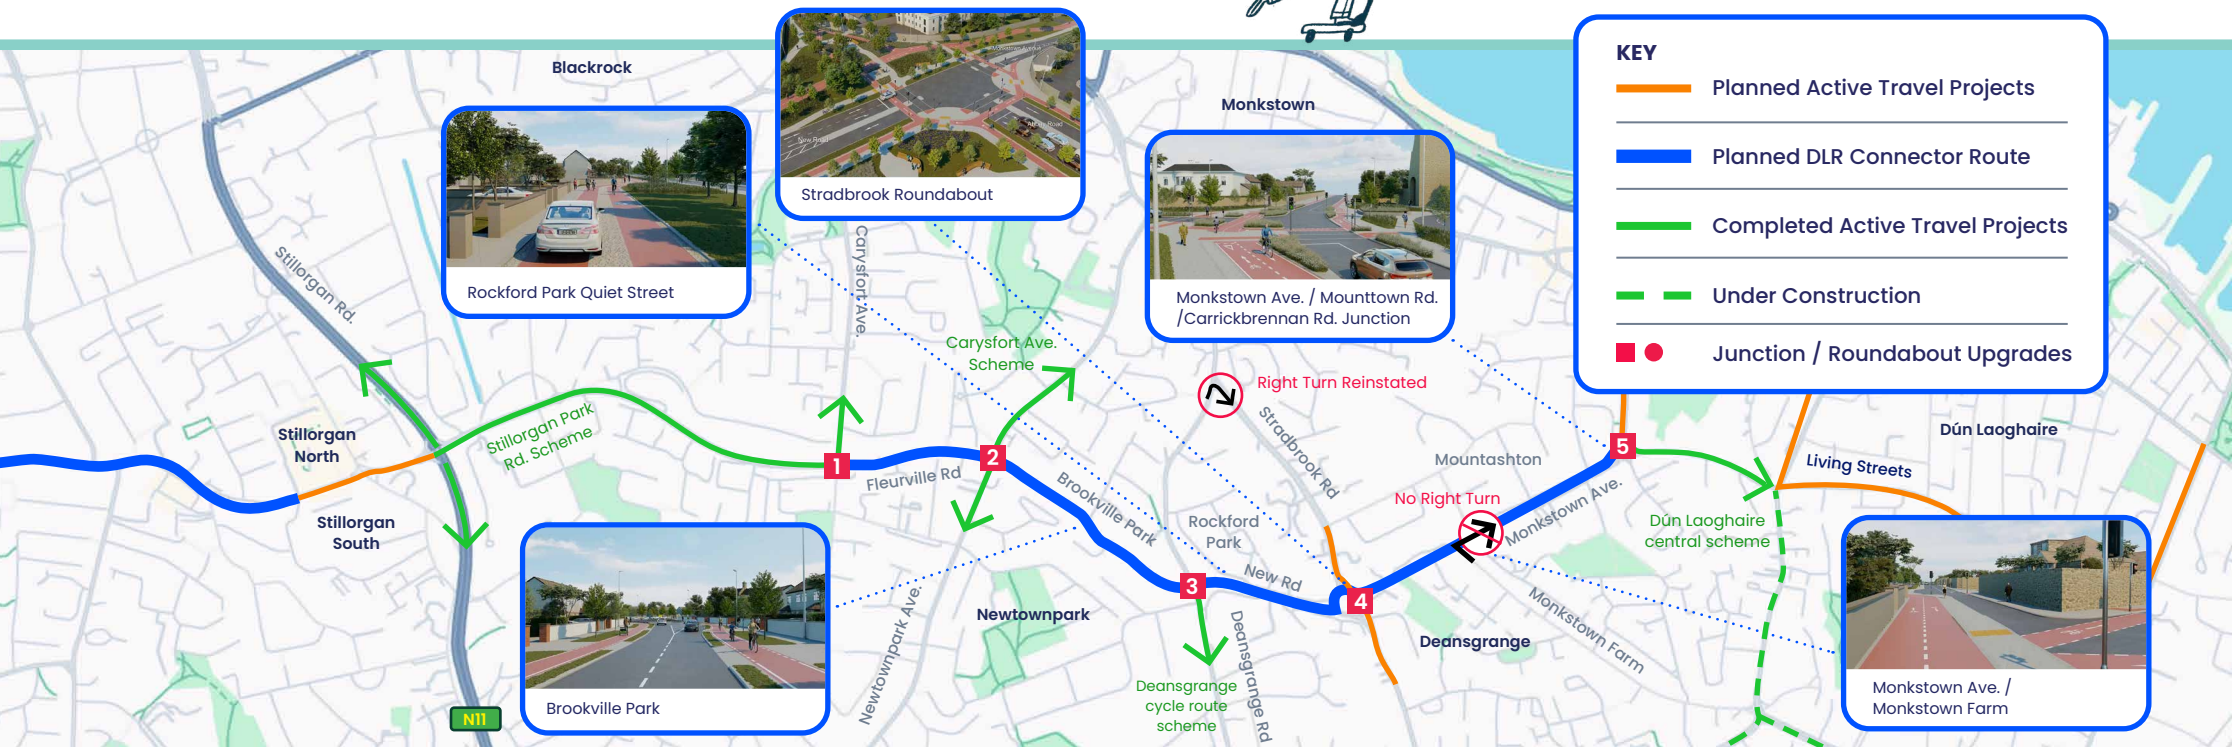 Blackrock
Monkstown
KEY
Planned Active Travel Projects
Planned DLR Connector Route
Completed Active Travel Projects
Under Construction
Junction / Roundabout Upgrades
Stradbrook Roundabout
New Road
Rockford Park Quiet Street
Monkstown Ave. / Mounttown Rd.
/Carrickbrennan Rd. Junction
Stillorgan Rd.
Carysfort Ave.
Carysfort Ave.
Scheme
Right Turn Reinstated
Stradbrook Rd
Stillorgan
North
Stillorgan Park
Rd. Scheme
Stillorgan
South
1
2
3
4
5
Fleurville Rd
Brookville Park
Rockford
Park
New Rd
Mountashton
No Right Turn
Monkstown Ave.
Dún Laoghaire
Living Streets
Dún Laoghaire
central scheme
Newtownpark
Newtownpark Ave.
Deansgrange
cycle route
scheme
Deansgrange Rd
Deansgrange
Monkstown Farm
N11
Brookville Park
Monkstown Ave. /
Monkstown Farm